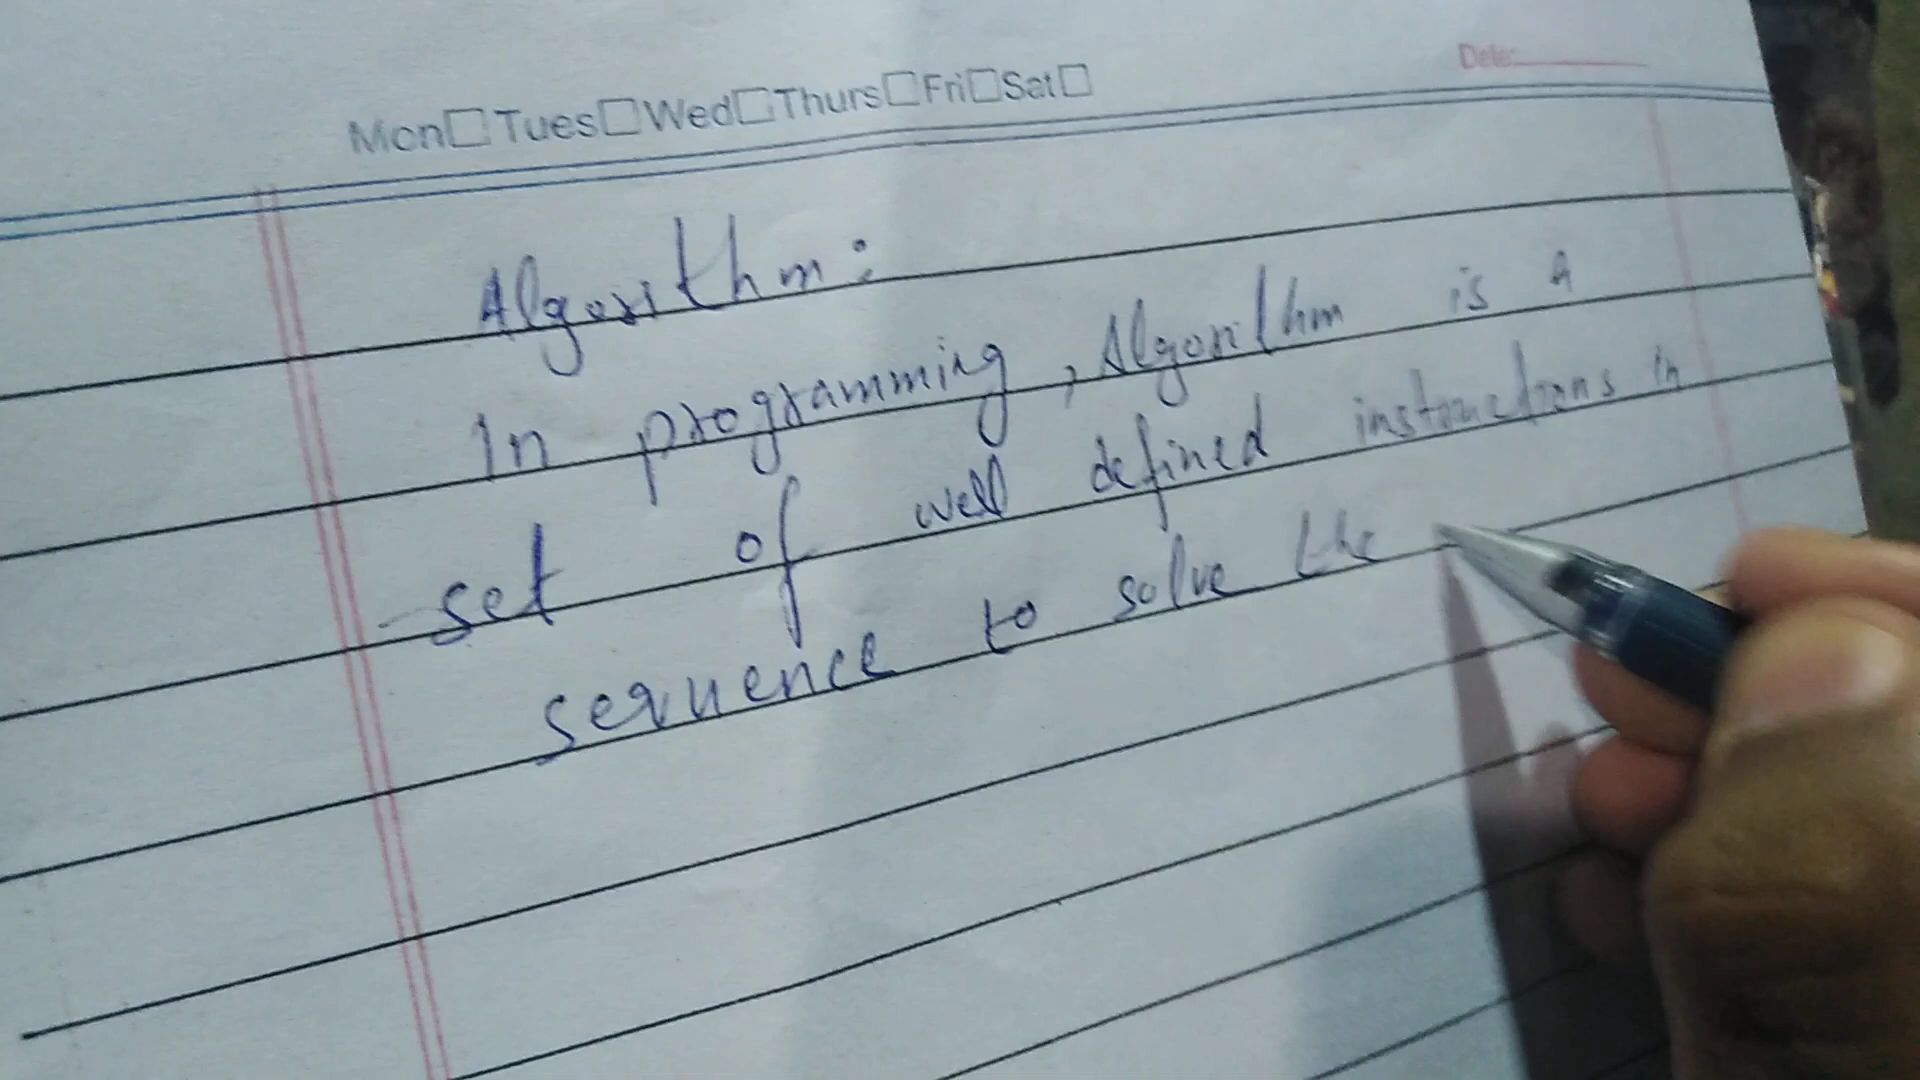 Mon□Tues□Wed□Thurs□Fri□Sat□
Date:
Algorithm:
In programming, Algorithm is a
set of well defined instructions in
sequence to solve the